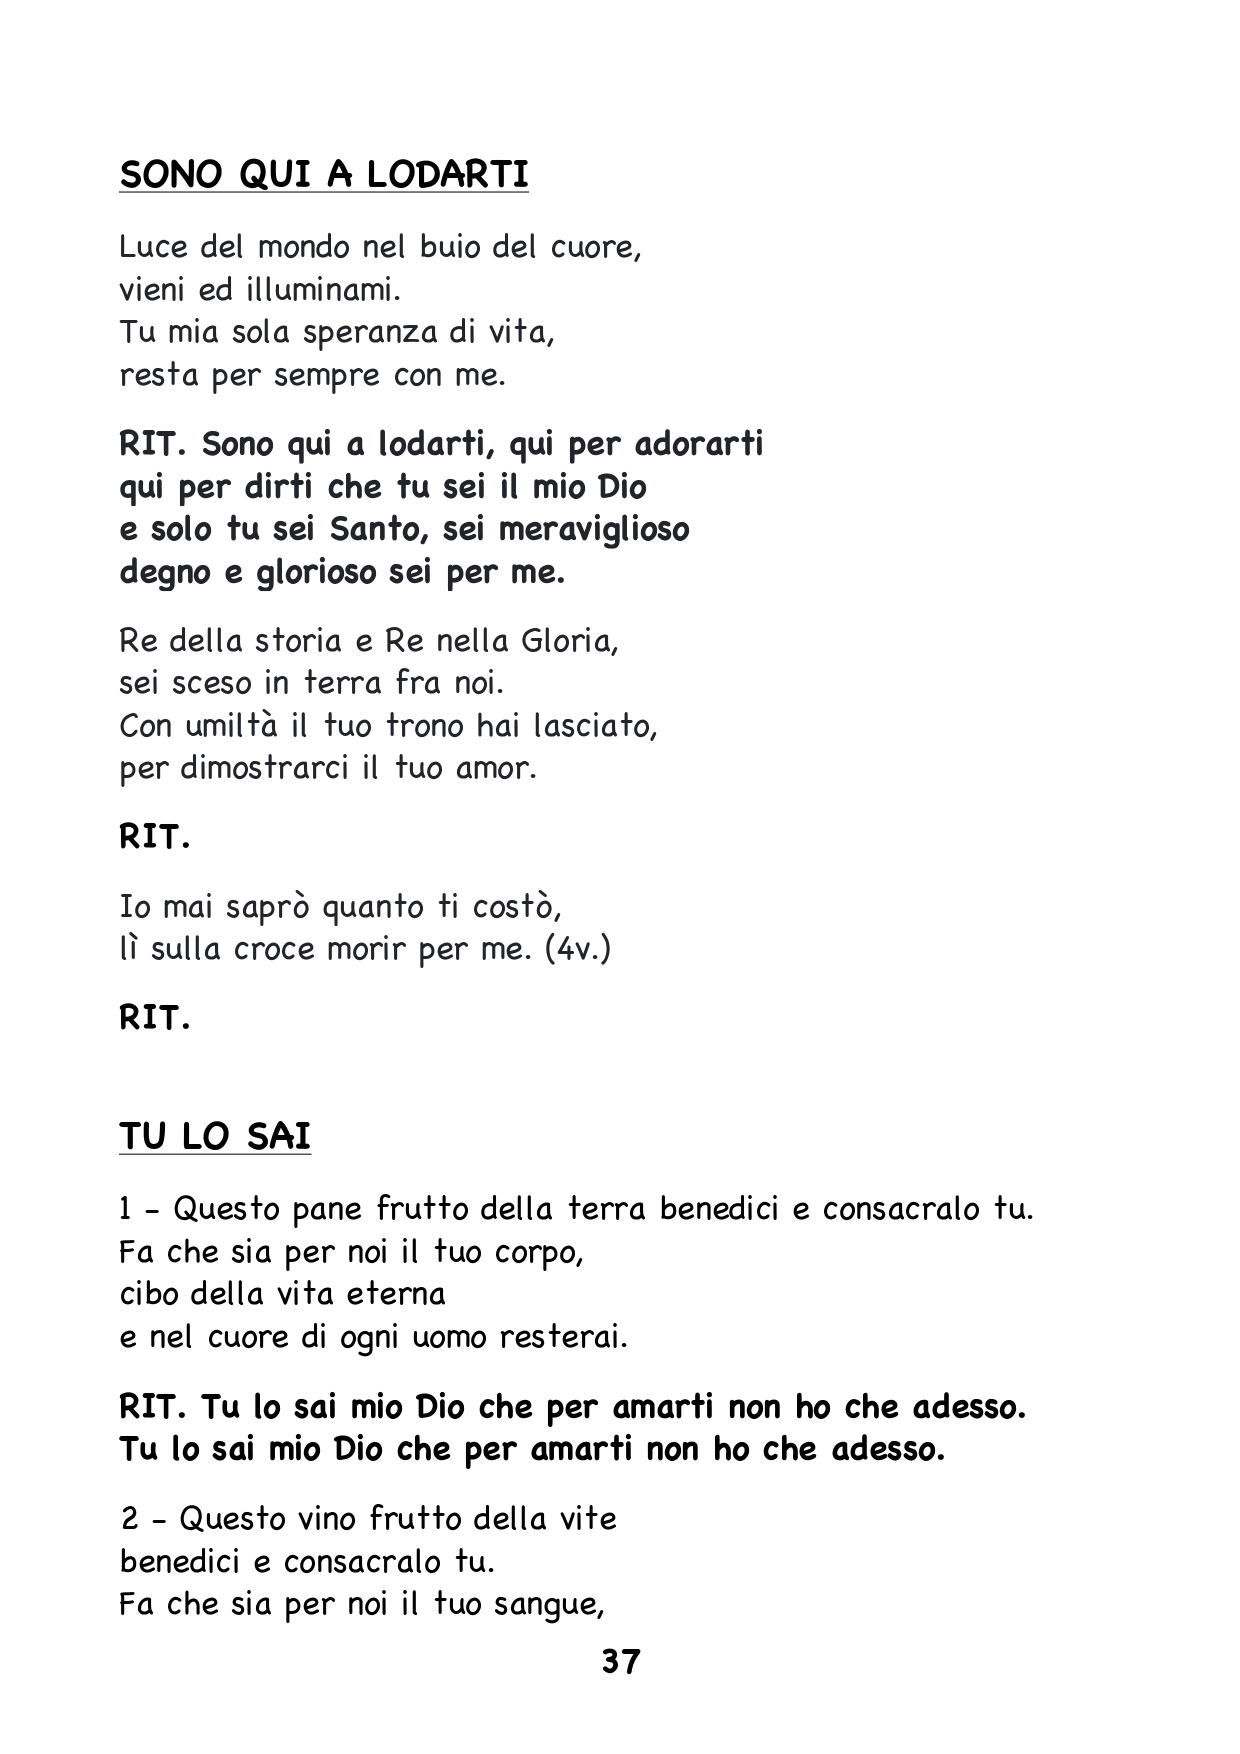 SONO QUI A LODARTI
Luce del mondo nel buio del cuore,
vieni ed illuminami.
Tu mia sola speranza di vita,
resta per sempre con me.
RIT. Sono qui a lodarti, qui per adorarti
qui per dirti che tu sei il mio Dio
e solo tu sei Santo, sei meraviglioso
degno e glorioso sei per me.
Re della storia e Re nella Gloria,
sei sceso in terra fra noi.
Con umiltà il tuo trono hai lasciato,
per dimostrarci il tuo amor.
RIT.
Io mai saprò quanto ti costò,
lì sulla croce morir per me. (4v.)
RIT.
TU LO SAI
1 – Questo pane frutto della terra benedici e consacralo tu.
Fa che sia per noi il tuo corpo,
cibo della vita eterna
e nel cuore di ogni uomo resterai.
RIT. Tu lo sai mio Dio che per amarti non ho che adesso.
Tu lo sai mio Dio che per amarti non ho che adesso.
2 – Questo vino frutto della vite
benedici e consacralo tu.
Fa che sia per noi il tuo sangue,
37